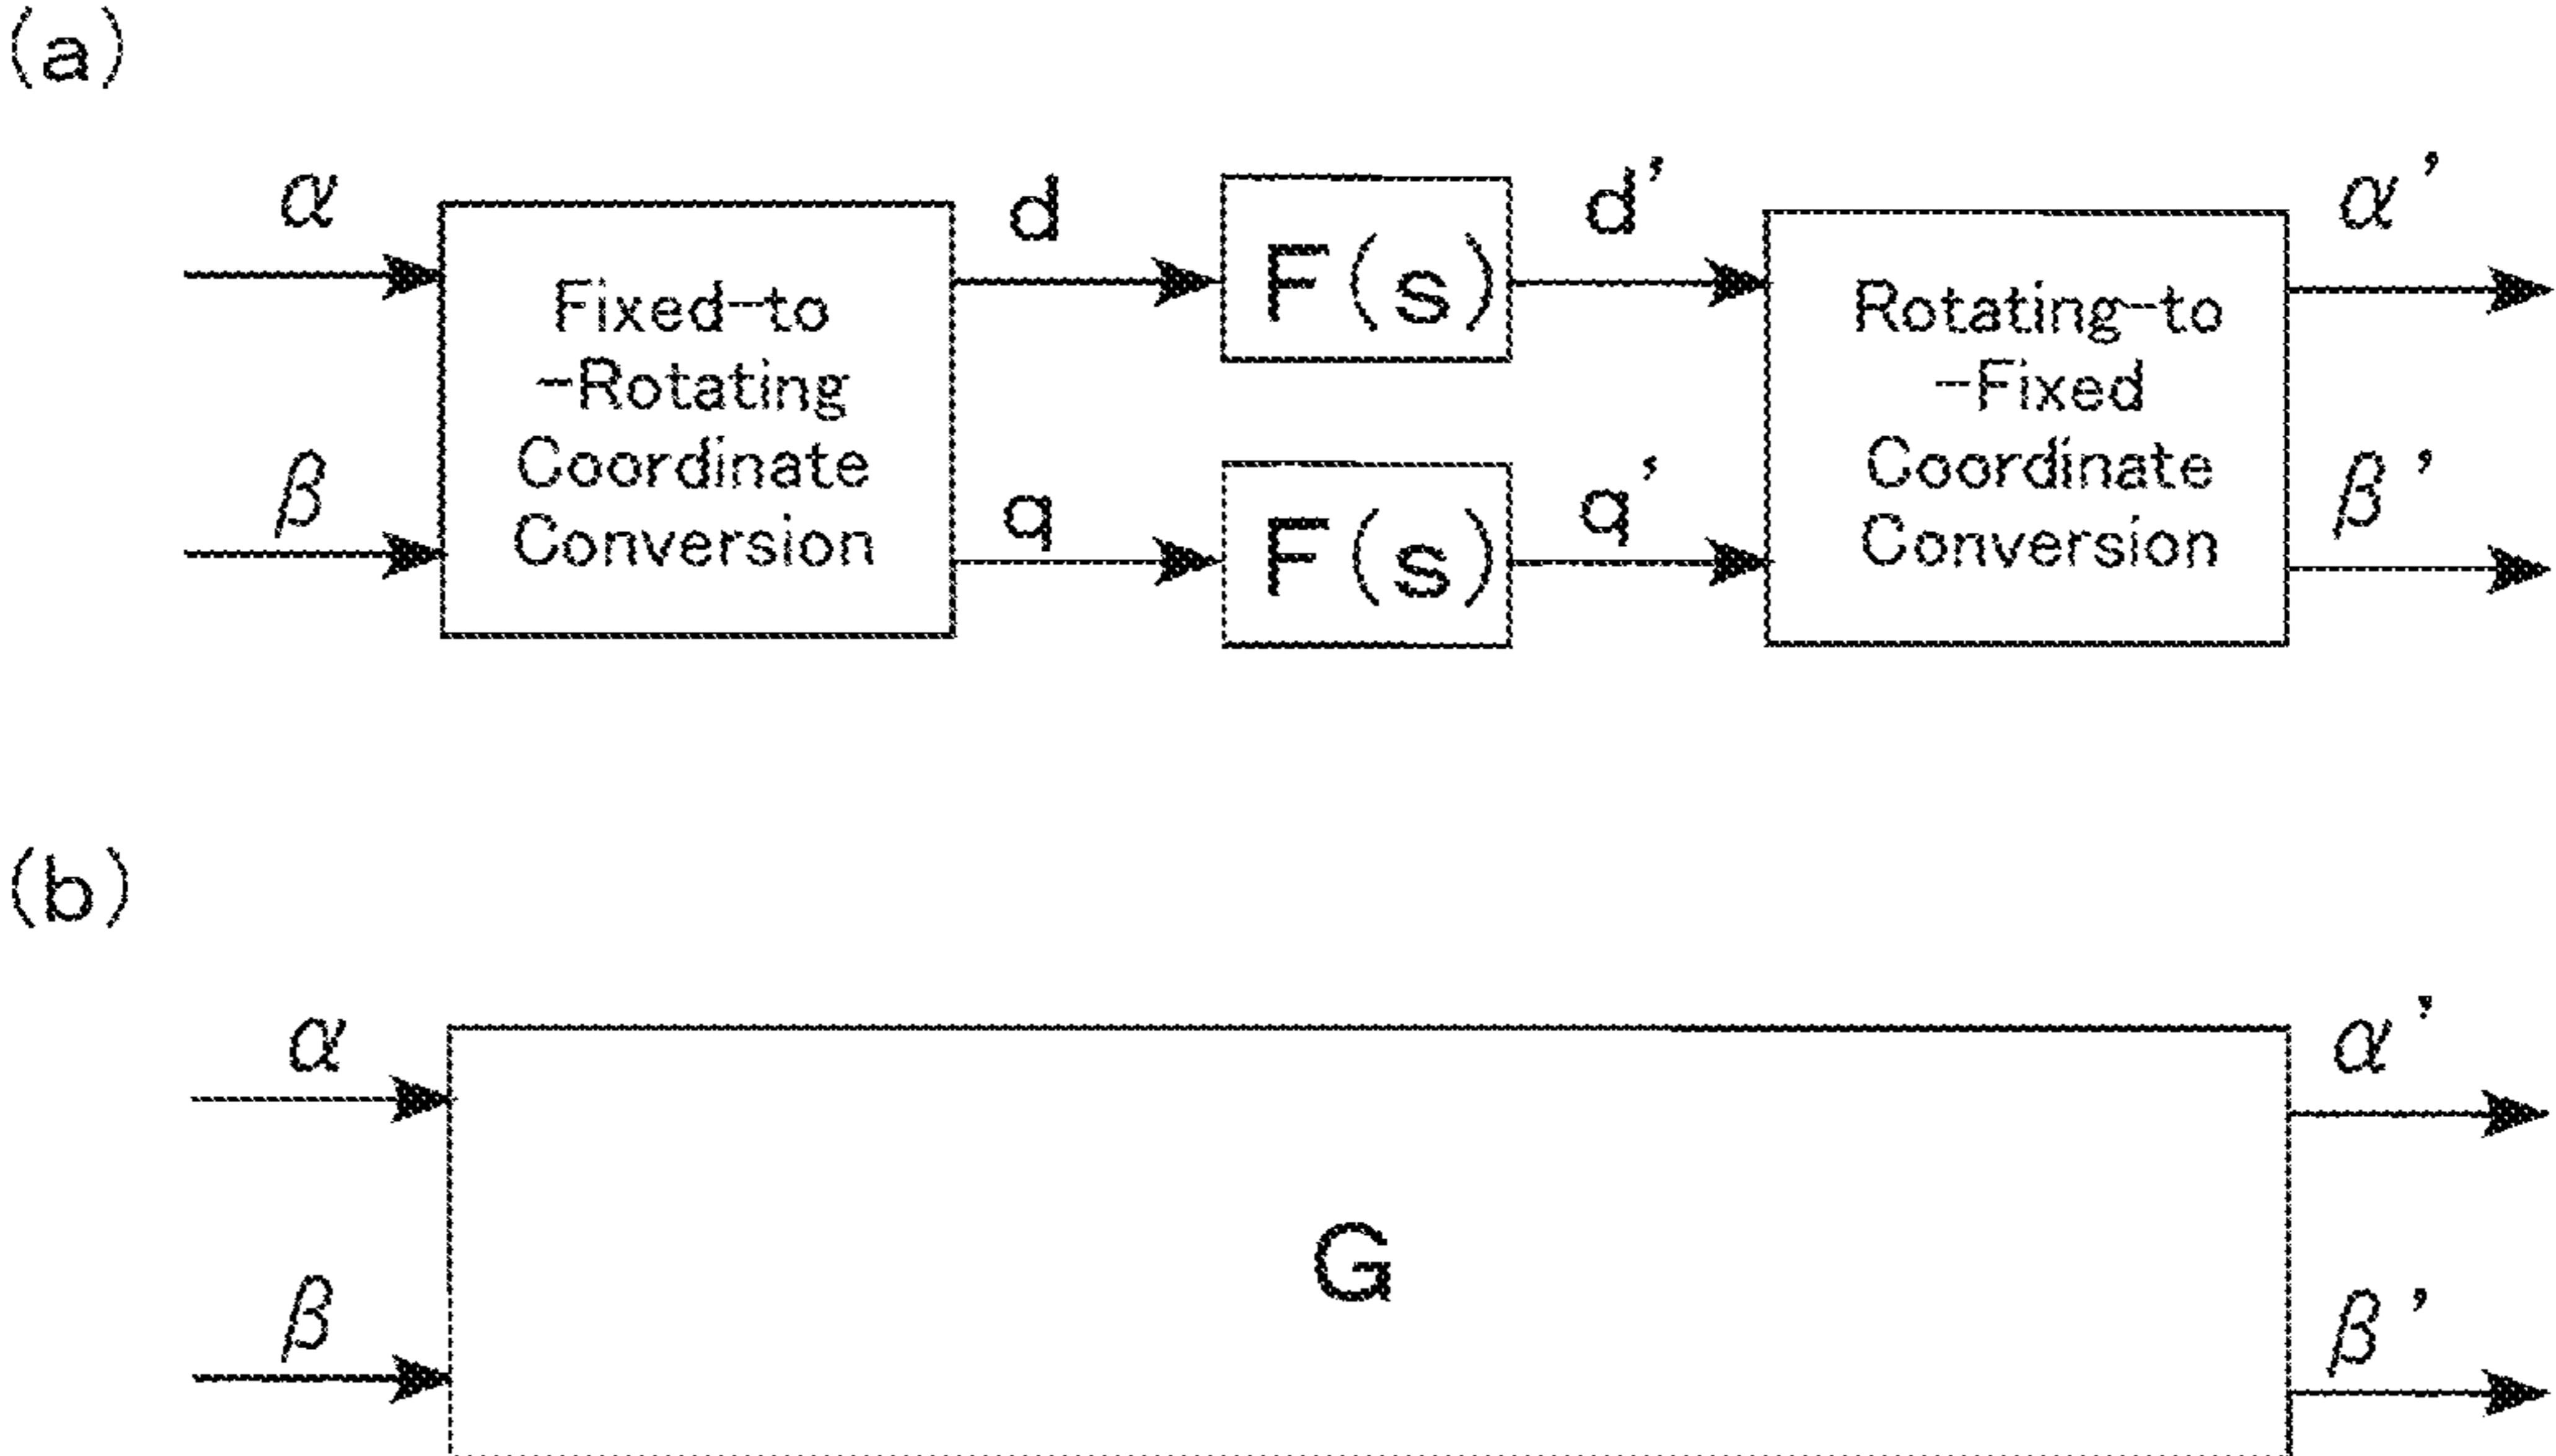 (a)
α
d
F(s)
d'
α'
Fixed-to
-Rotating
Coordinate
Conversion
Rotating-to
-Fixed
Coordinate
Conversion
β
q
F(s)
q'
β'
(b)
α
α'
G
β
β'